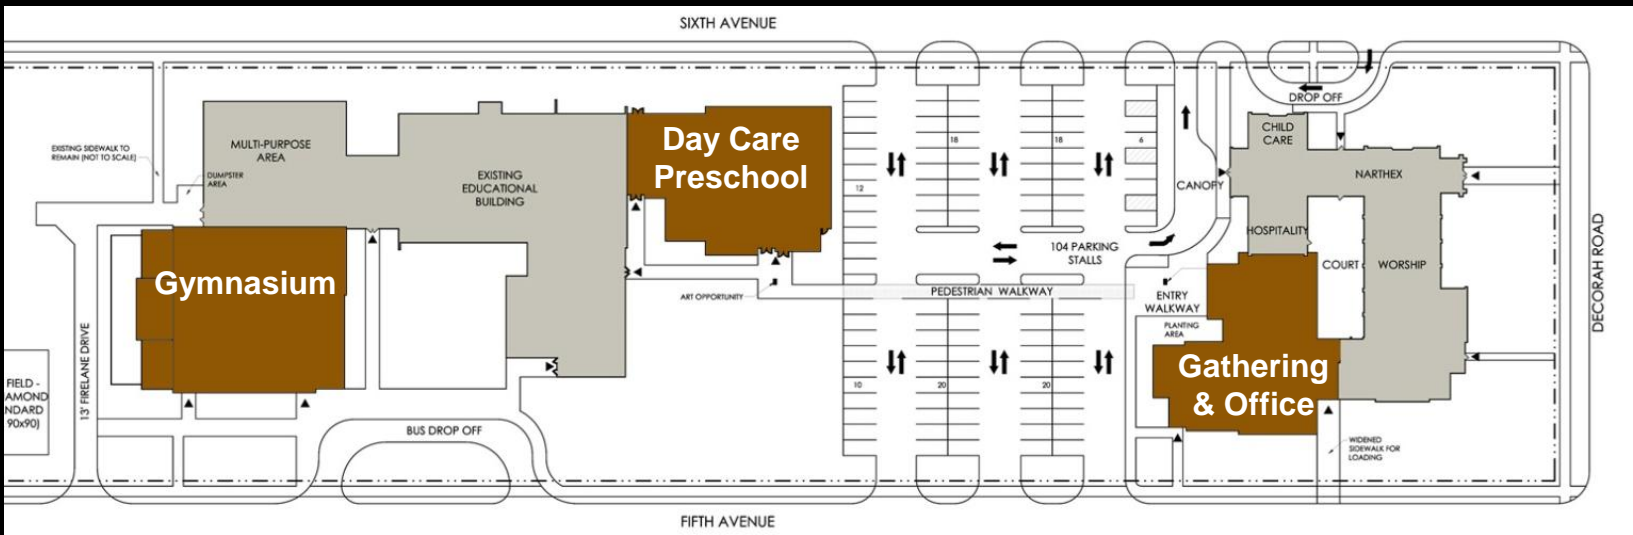 SIXTH AVENUE
DROP OFF
CHILD
CARE
18
18
6
Day Care
Preschool
MULTI-PURPOSE
AREA
EXISTING SIDEWALK TO
REMAIN (NOT TO SCALE)
DUMPSTER
AREA
EXISTING
EDUCATIONAL
BUILDING
12
CANOPY
NARTHEX
HOSPITALITY
104 PARKING
STALLS
COURT
WORSHIP
DECORAH ROAD
Gymnasium
ART OPPORTUNITY
PEDESTRIAN WALKWAY
ENTRY
WALKWAY
PLANTING
AREA
13' FIRELANE DRIVE
FIELD -
AMOND
NDARD
90x90)
10
20
20
Gathering
& Office
BUS DROP OFF
WIDENED
SIDEWALK FOR
LOADING
FIFTH AVENUE